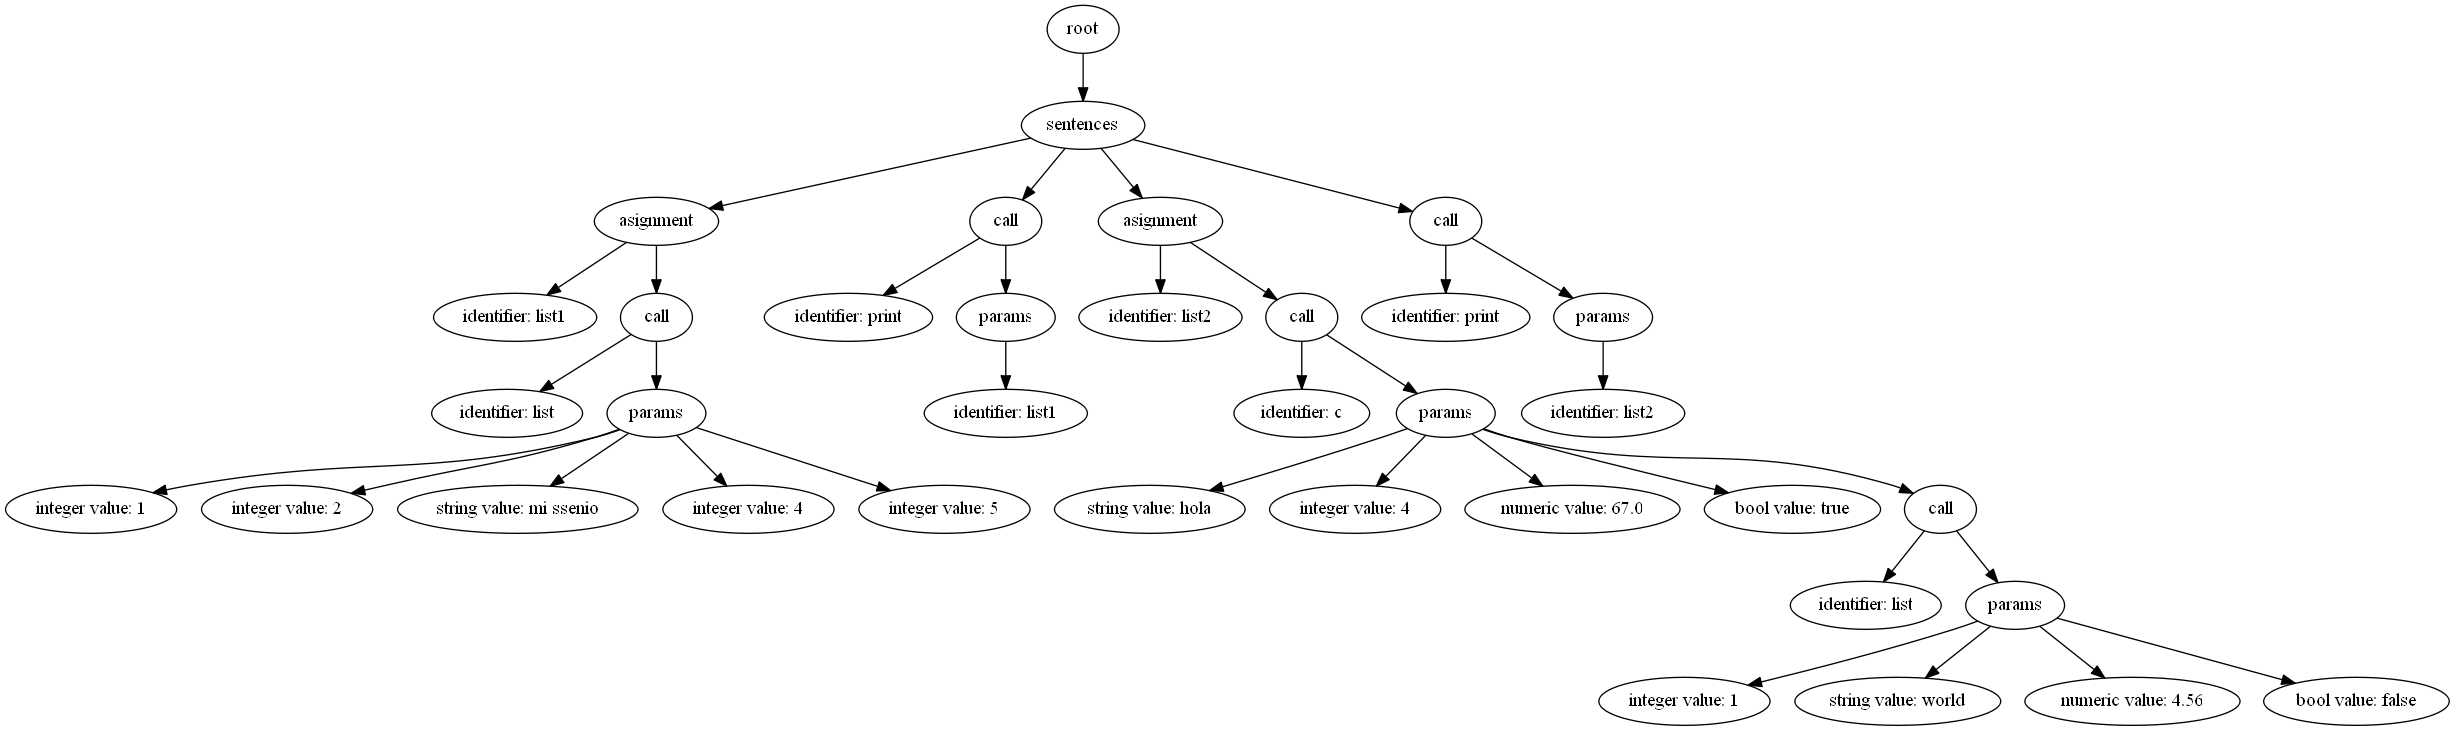 root
sentences
asignment
call
asignment
call
identifier: list1
call
identifier: print
params
identifier: list2
call
identifier: print
params
identifier: list
params
identifier: list1
identifier: c
params
identifier: list2
integer value: 1
integer value: 2
string value: mi ssenio
integer value: 4
integer value: 5
string value: hola
integer value: 4
numeric value: 67.0
bool value: true
call
identifier: list
params
integer value: 1
string value: world
numeric value: 4.56
bool value: false